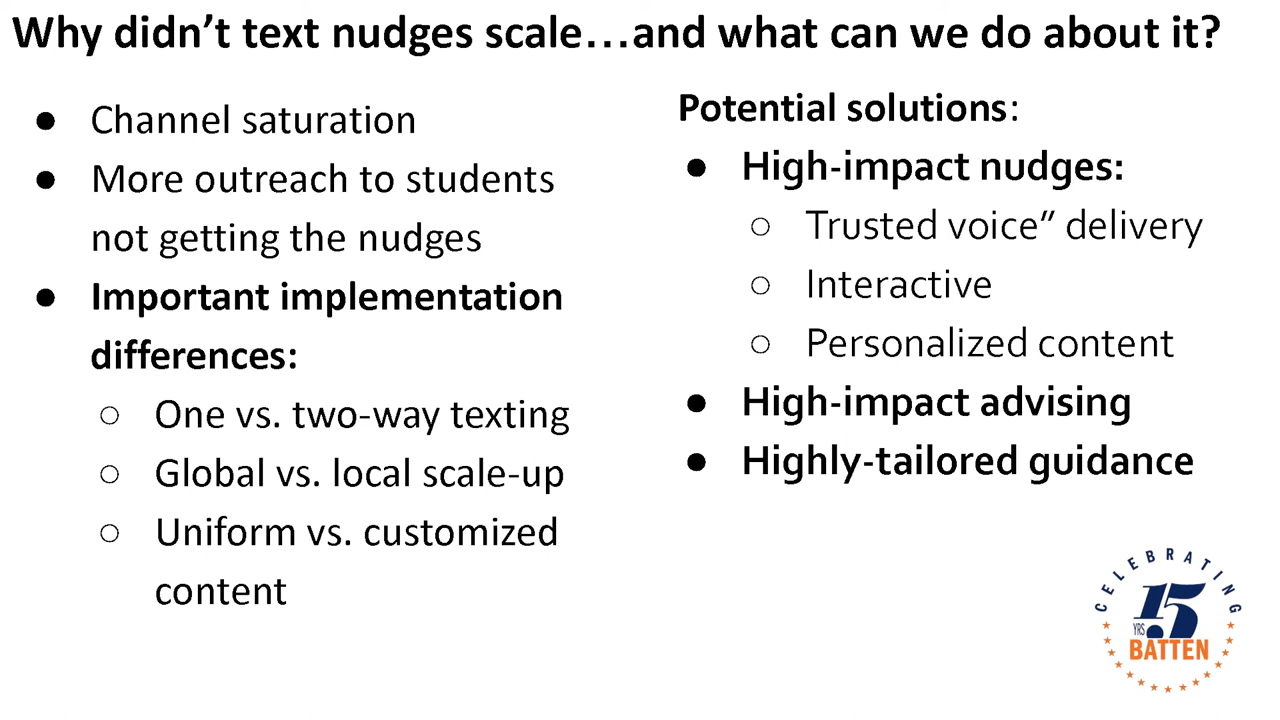 Why didn’t text nudges scale…and what can we do about it?
● Channel saturation
● More outreach to students
not getting the nudges
● Important implementation
differences:
○ One vs. two-way texting
○ Global vs. local scale-up
○ Uniform vs. customized
content
Potential solutions:
● High-impact nudges:
○ Trusted voice” delivery
○ Interactive
○ Personalized content
● High-impact advising
● Highly-tailored guidance
CELEBRATING
15
YRS
BATTEN